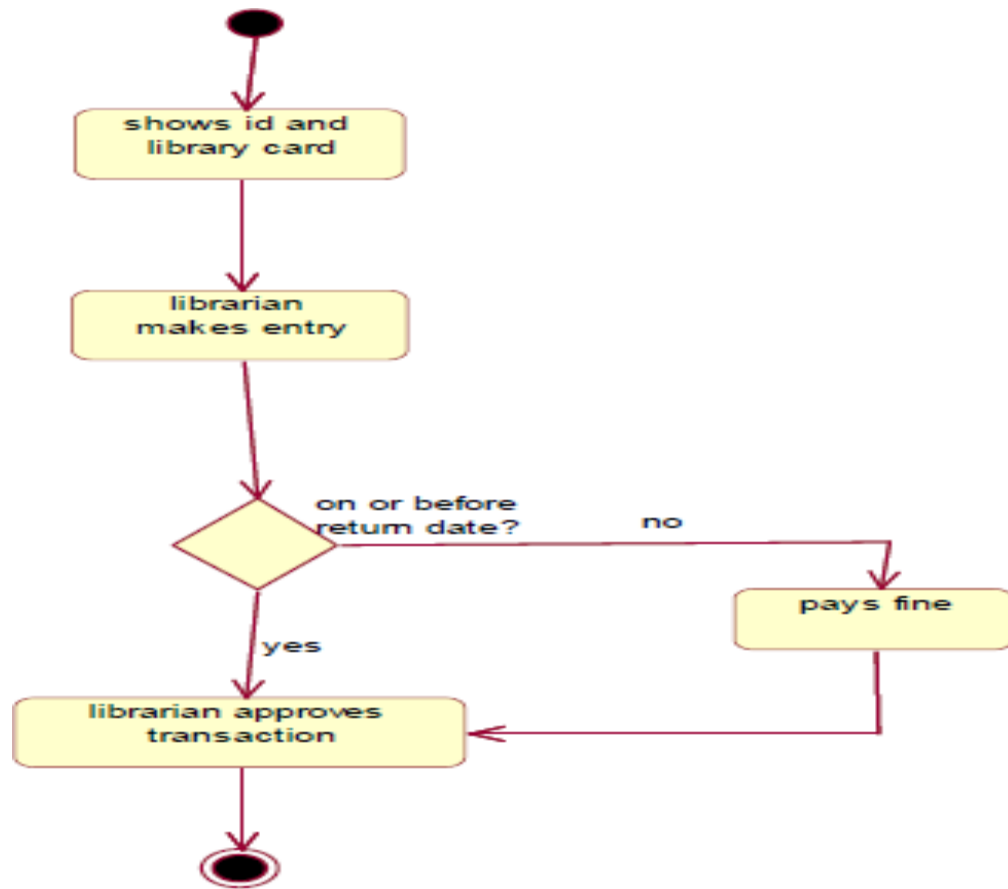 shows id and
library card
librarian
makes entry
on or before
return date?
no
pays fine
yes
librarian approves
transaction